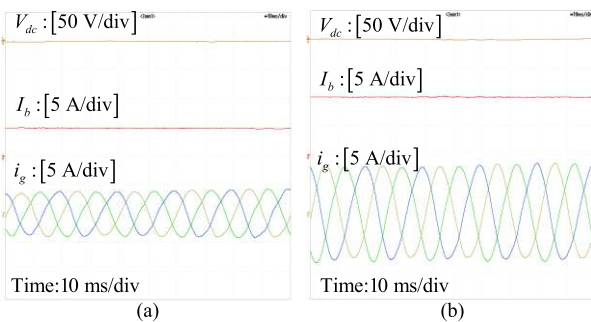 V_dc : [50 V/div]
I_b : [5 A/div]
i_g : [5 A/div]
Time:10 ms/div
(a)
V_dc : [50 V/div]
I_b : [5 A/div]
i_g : [5 A/div]
Time:10 ms/div
(b)